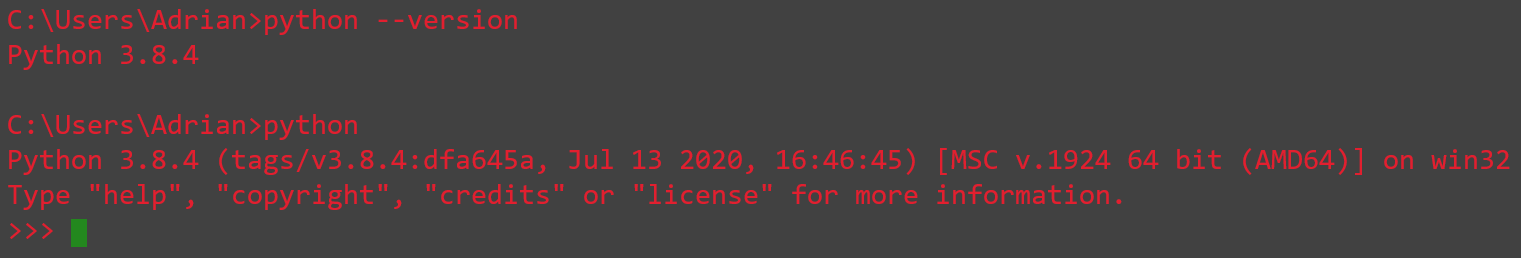 C:\Users\Adrian>python --version
Python 3.8.4
C:\Users\Adrian>python
Python 3.8.4 (tags/v3.8.4:dfa645a, Jul 13 2020, 16:46:45) [MSC v.1924 64 bit (AMD64)] on win32
Type "help", "copyright", "credits" or "license" for more information.
>>>